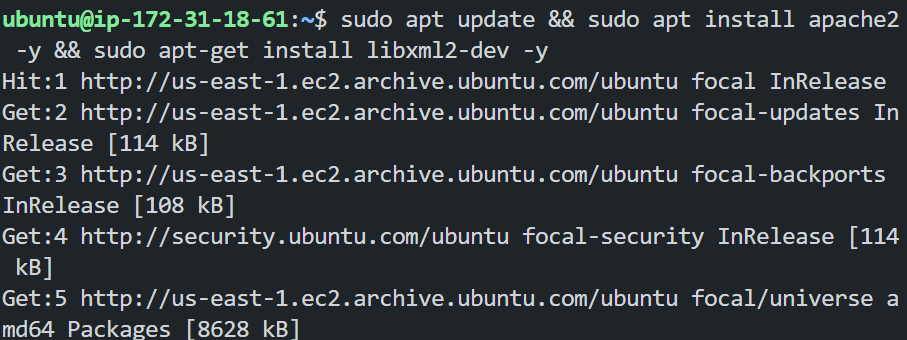 ubuntu@ip-172-31-18-61:~$ sudo apt update && sudo apt install apache2
 -y && sudo apt-get install libxml2-dev -y
Hit:1 http://us-east-1.ec2.archive.ubuntu.com/ubuntu focal InRelease
Get:2 http://us-east-1.ec2.archive.ubuntu.com/ubuntu focal-updates In
Release [114 kB]
Get:3 http://us-east-1.ec2.archive.ubuntu.com/ubuntu focal-backports
InRelease [108 kB]
Get:4 http://security.ubuntu.com/ubuntu focal-security InRelease [114
 kB]
Get:5 http://us-east-1.ec2.archive.ubuntu.com/ubuntu focal/universe a
md64 Packages [8628 kB]